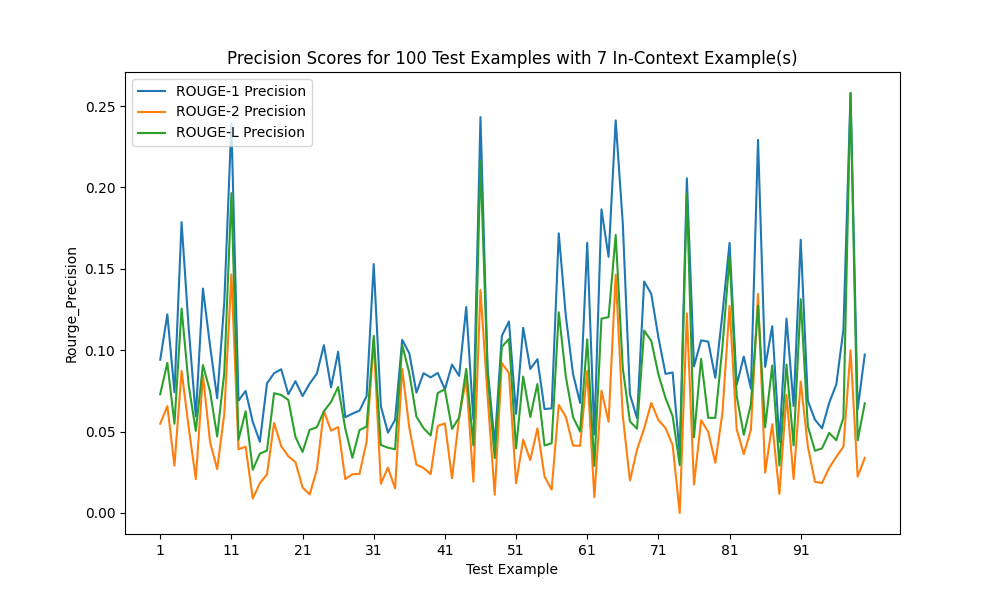 Precision Scores for 100 Test Examples with 7 In-Context Example(s)
ROUGE-1 Precision
ROUGE-2 Precision
ROUGE-L Precision
0.25
0.20
0.15
0.10
0.05
0.00
Rourge_Precision
1 11 21 31 41 51 61 71 81 91
Test Example